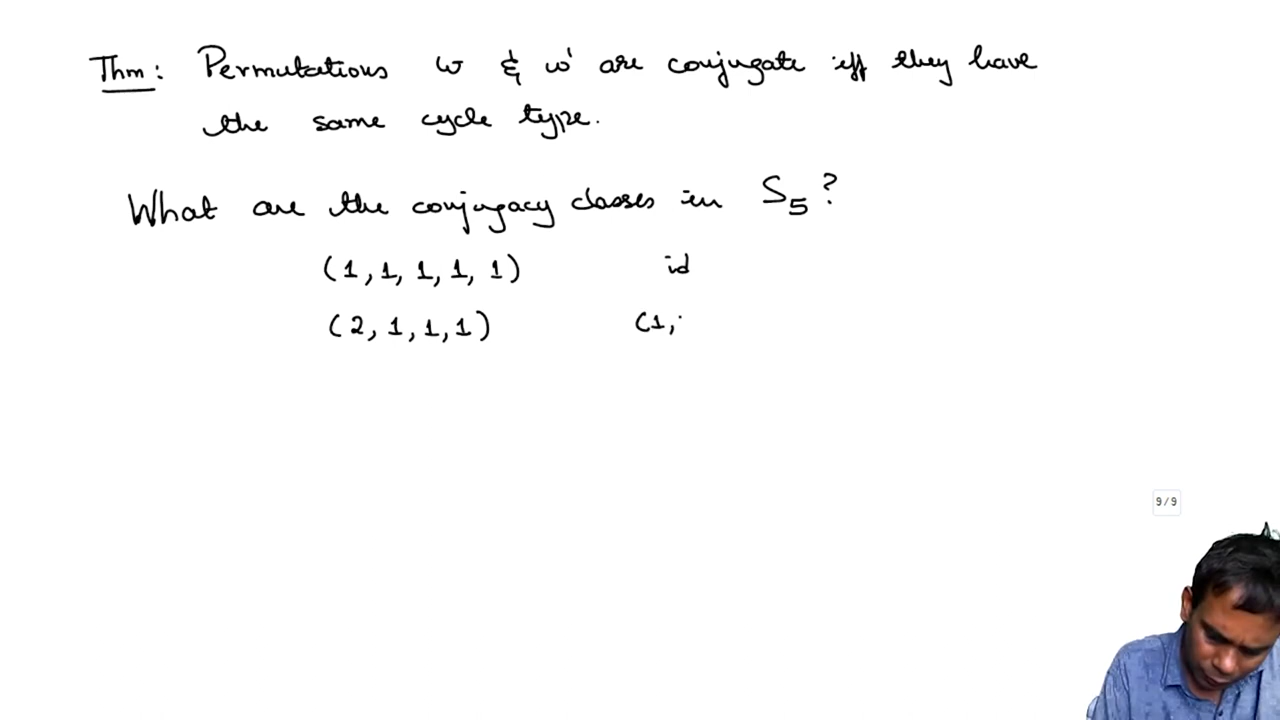 Thm: Permutations w & w' are conjugate iff they have
the same cycle type.
What are the conjugacy classes in S₅?
(1, 1, 1, 1, 1) id
(2, 1, 1, 1) (1,
9/9